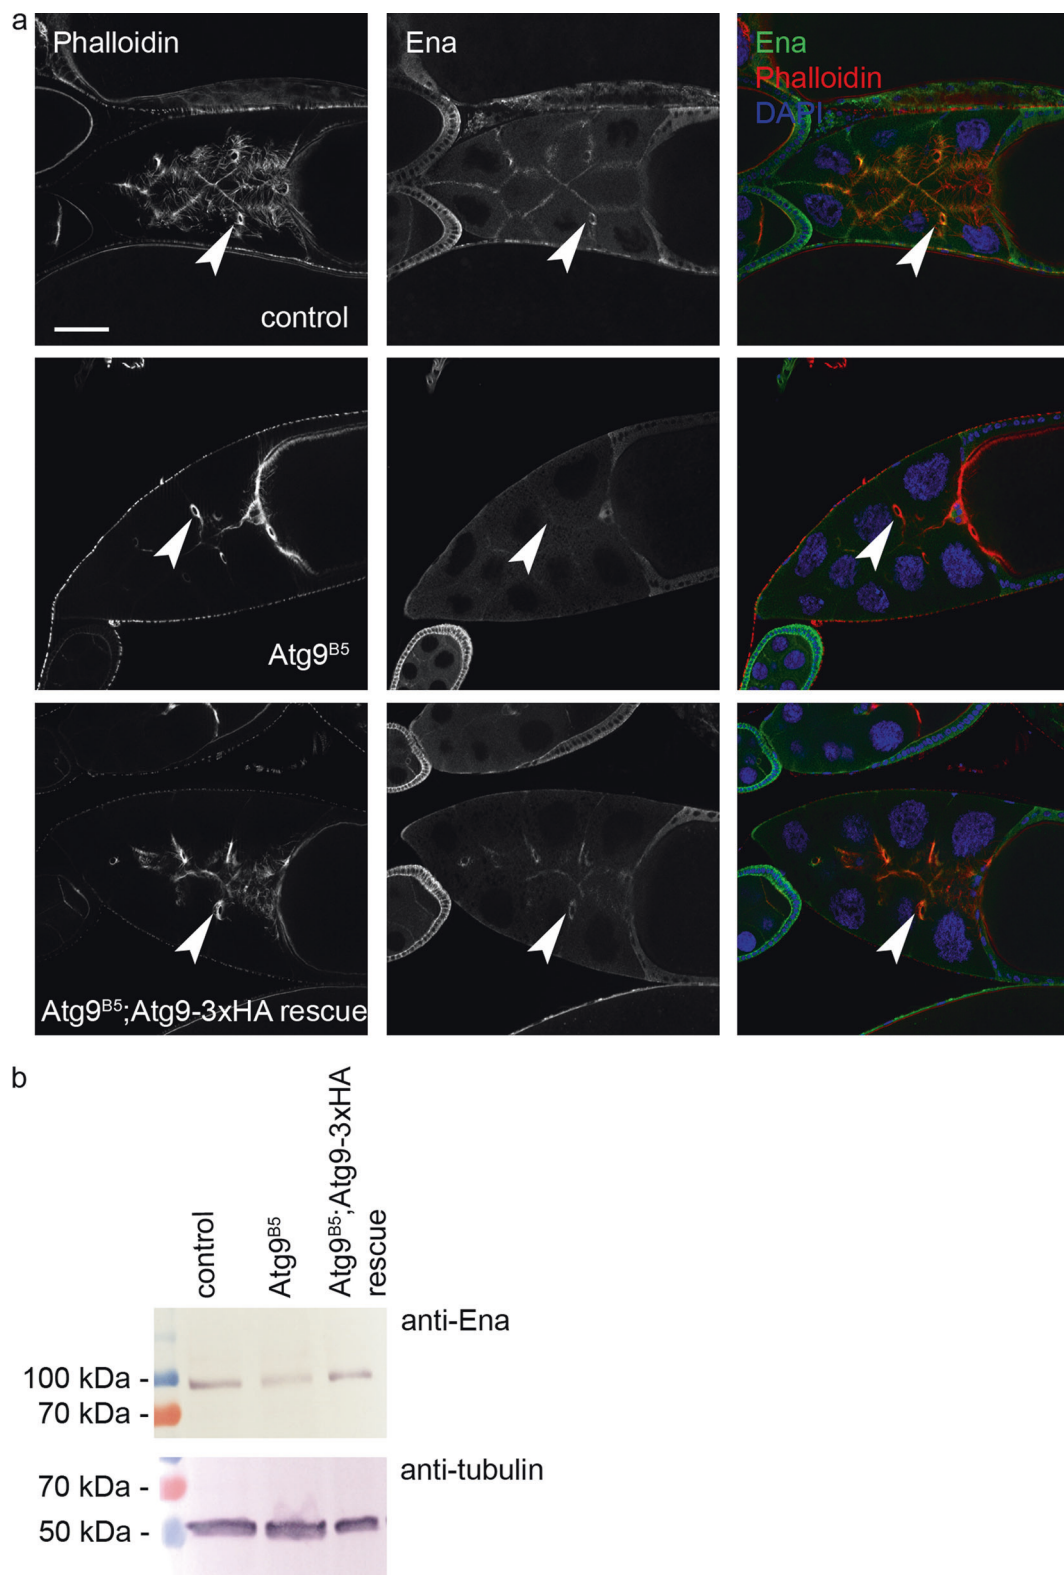 a
Phalloidin
Ena
Ena
Phalloidin
DAPI
control
Atg9ᴮ⁵
Atg9ᴮ⁵;Atg9-3xHA rescue
b
control
Atg9ᴮ⁵
Atg9ᴮ⁵;Atg9-3xHA
rescue
anti-Ena
100 kDa -
70 kDa -
anti-tubulin
70 kDa -
50 kDa -